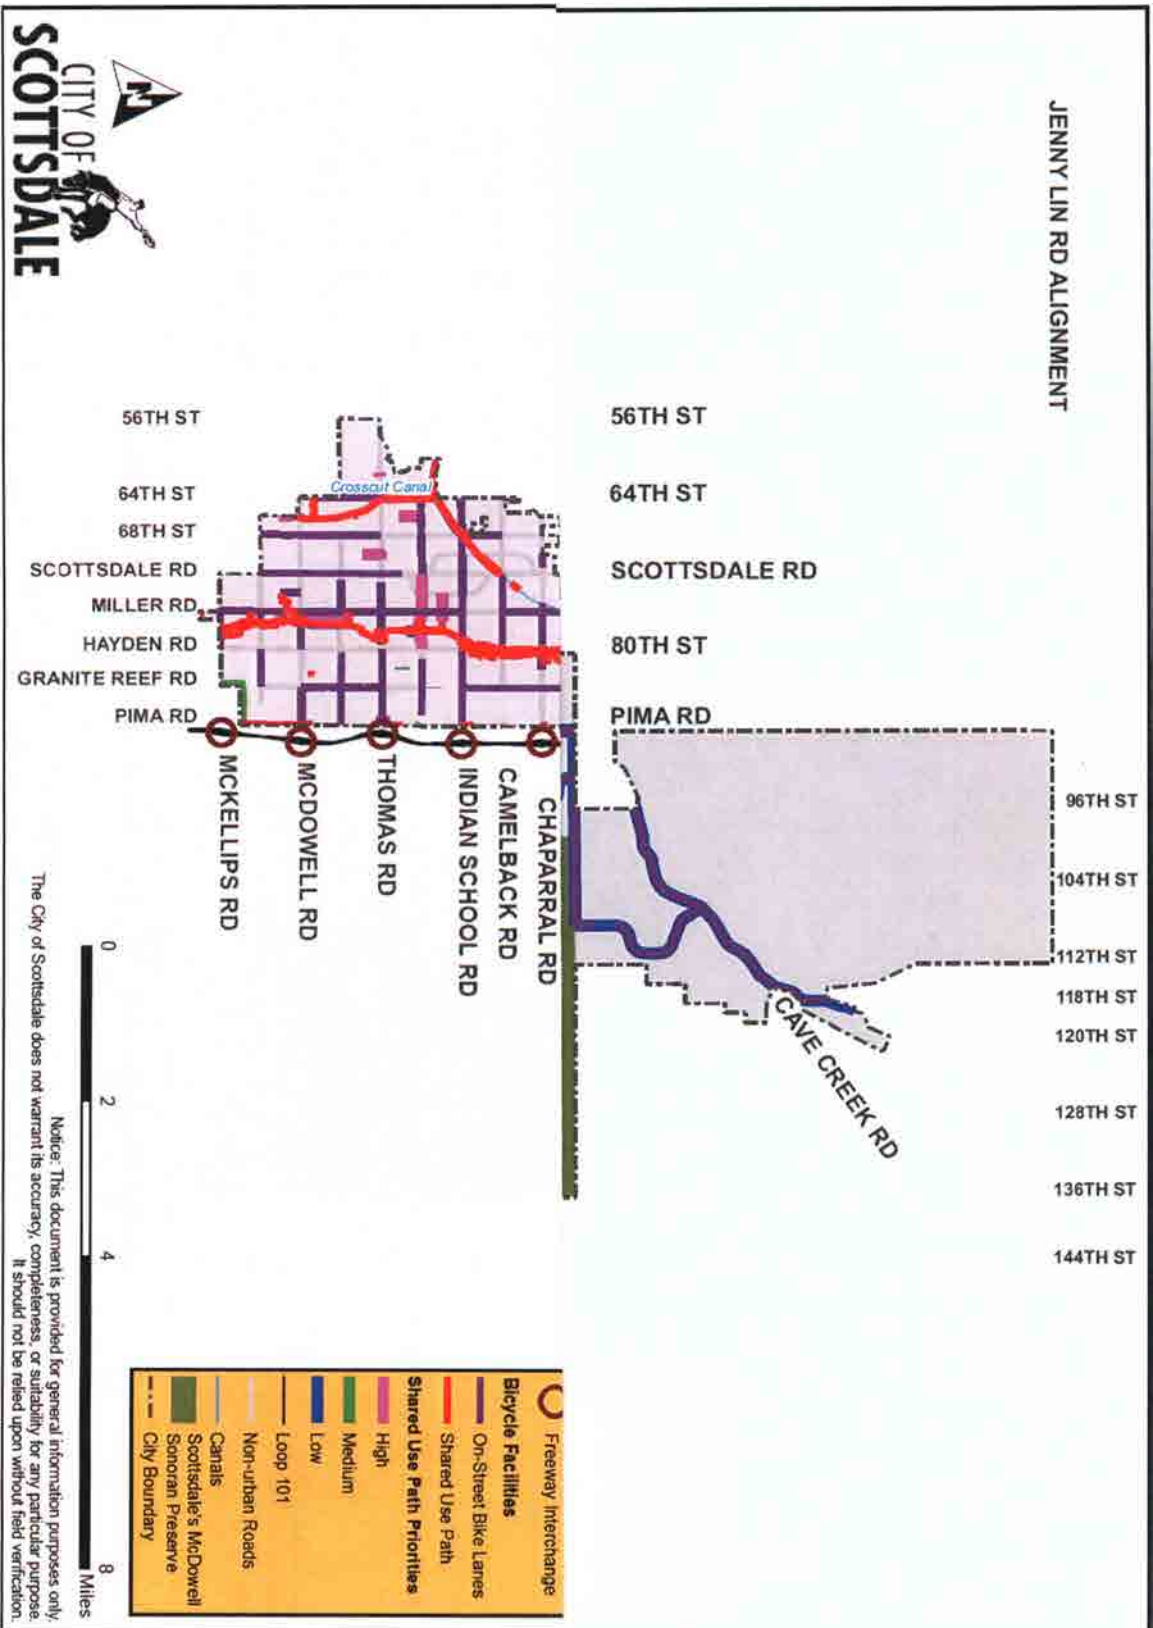 JENNY LIN RD ALIGNMENT
56TH ST
64TH ST
SCOTTSDALE RD
80TH ST
PIMA RD
96TH ST
104TH ST
112TH ST
118TH ST
120TH ST
128TH ST
136TH ST
144TH ST
CAVE CREEK RD
56TH ST
64TH ST
68TH ST
SCOTTSDALE RD
MILLER RD
HAYDEN RD
GRANITE REEF RD
PIMA RD
Crosscut Canal
CHAPARRAL RD
CAMELBACK RD
INDIAN SCHOOL RD
THOMAS RD
MCDOWELL RD
MCKELLIPS RD
N
CITY OF
SCOTTSDALE
Freeway Interchange
Bicycle Facilities
On-Street Bike Lanes
Shared Use Path
Shared Use Path Priorities
High
Medium
Low
Loop 101
Non-urban Roads
Canals
Scottsdale's McDowell
Sonoran Preserve
City Boundary
0 2 4 8
Miles
Notice: This document is provided for general information purposes only.
The City of Scottsdale does not warrant its accuracy, completeness, or suitability for any particular purpose.
It should not be relied upon without field verification.